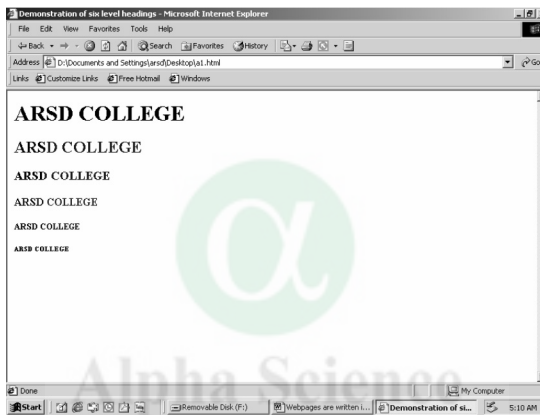 Demonstration of six level headings - Microsoft Internet Explorer
File Edit View Favorites Tools Help
Back Search Favorites History
Address D:\Documents and Settings\arsd\Desktop\a1.html Go
Links Customize Links Free Hotmail Windows
ARSD COLLEGE
ARSD COLLEGE
ARSD COLLEGE
ARSD COLLEGE
ARSD COLLEGE
ARSD COLLEGE
α
Alpha Science
Done My Computer
Start Removable Disk (F:) Webpages are written i... Demonstration of si... 5:10 AM